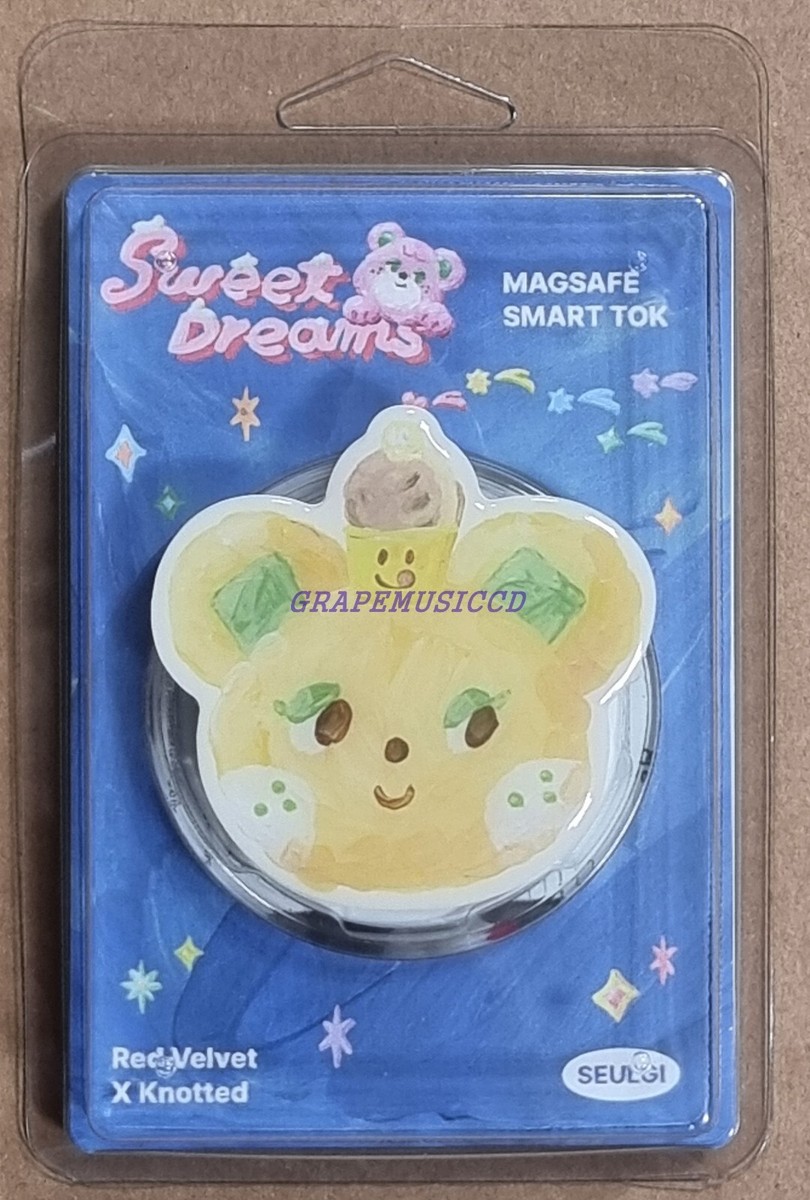 Sweet
Dreams
MAGSAFE
SMART TOK
GRAPEMUSICCD
Red Velvet
X Knotted
SEULGI